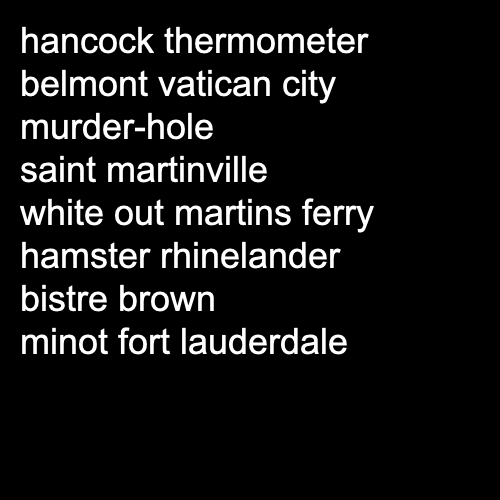 hancock thermometer
belmont vatican city
murder-hole
saint martinville
white out martins ferry
hamster rhinelander
bistre brown
minot fort lauderdale